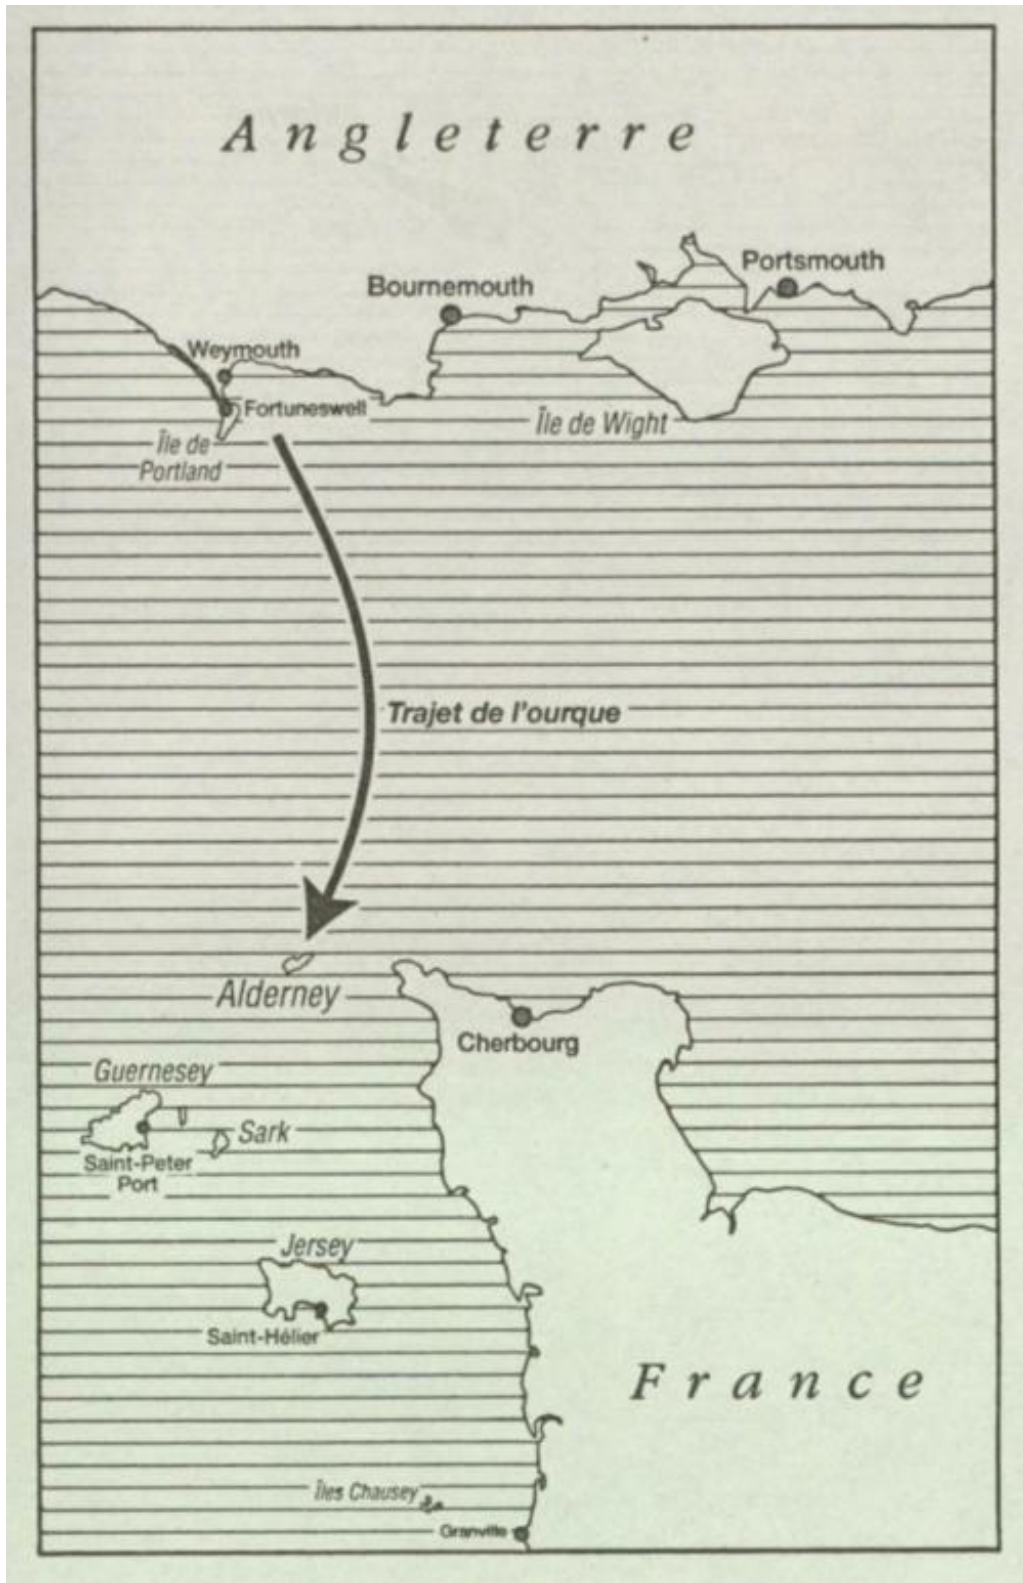 Angleterre
Portsmouth
Bournemouth
Weymouth
Fortuneswell
Île de Wight
Île de
Portland
Trajet de l'ourque
Alderney
Cherbourg
Guernesey
Sark
Saint-Peter
Port
Jersey
Saint-Hélier
France
Îles Chausey
Granville